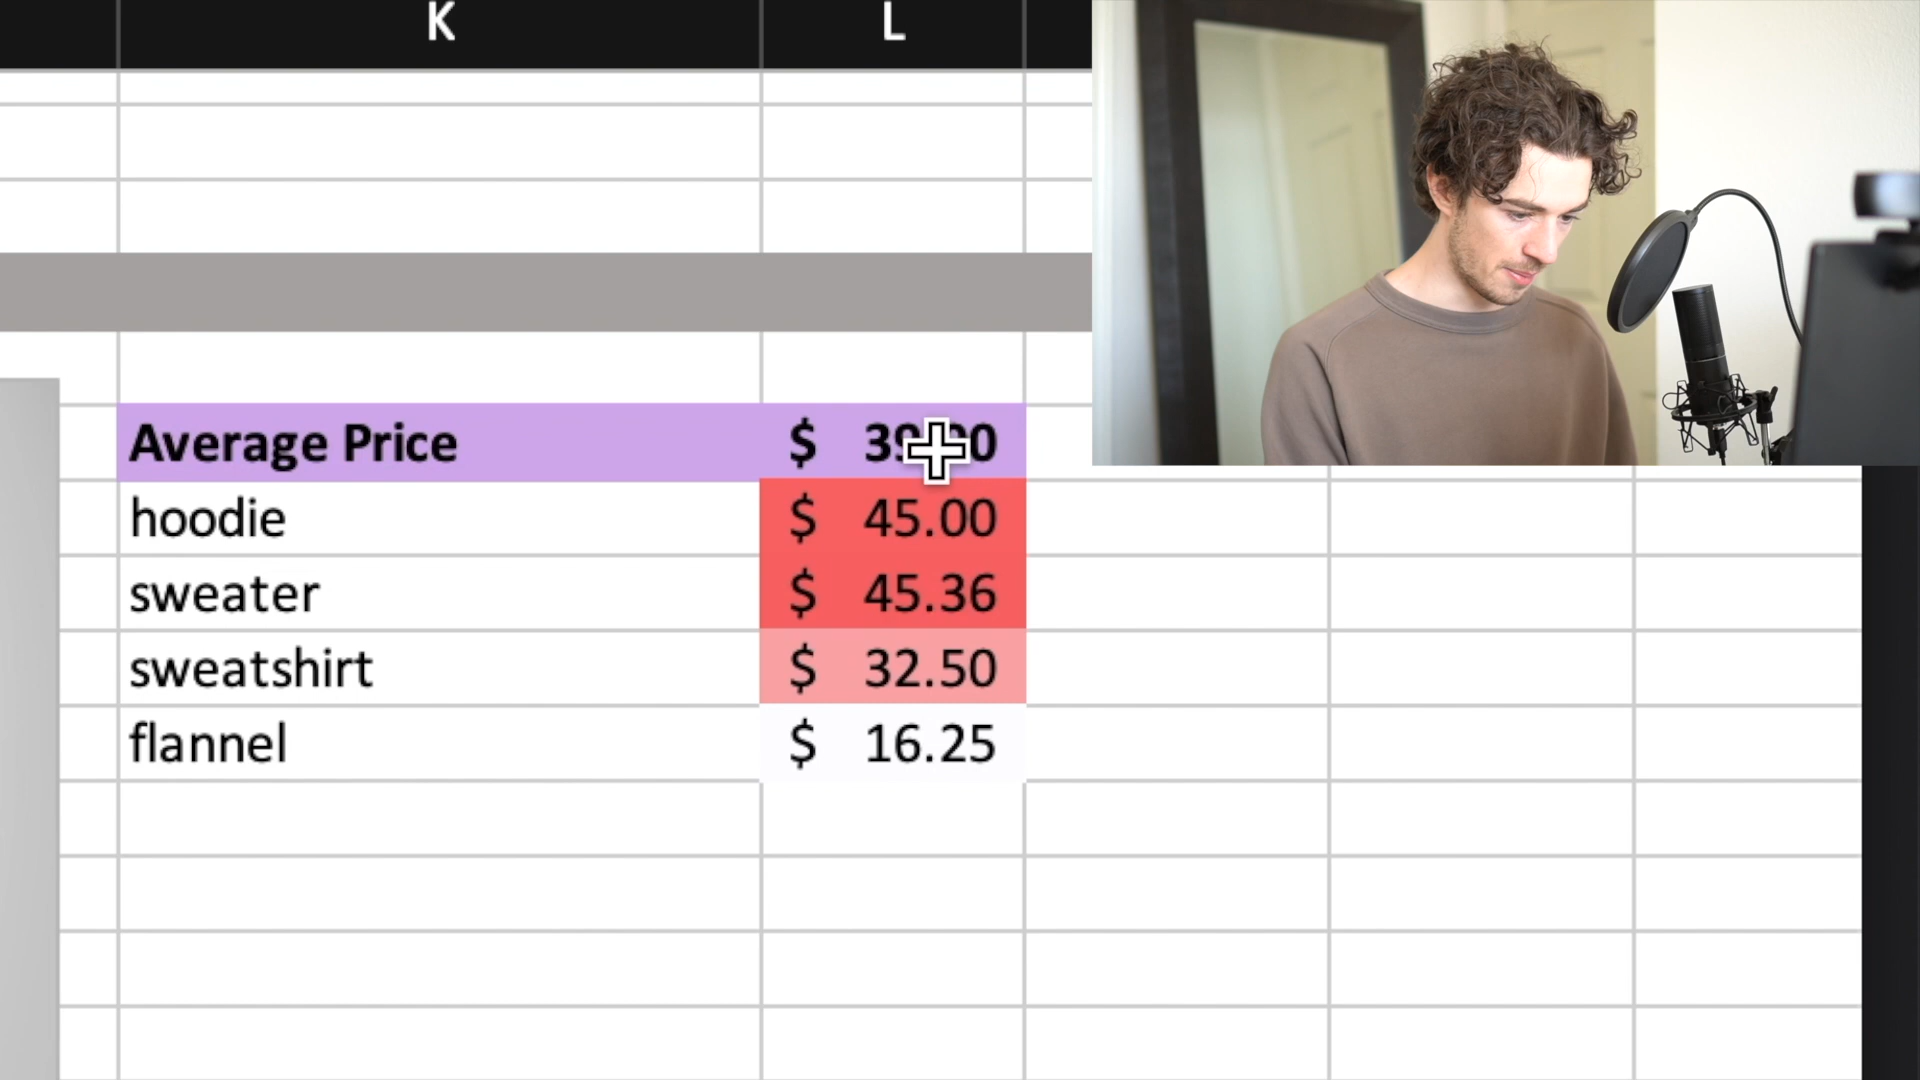 K L
Average Price $
hoodie $ 45.00
sweater $ 45.36
sweatshirt $ 32.50
flannel $ 16.25